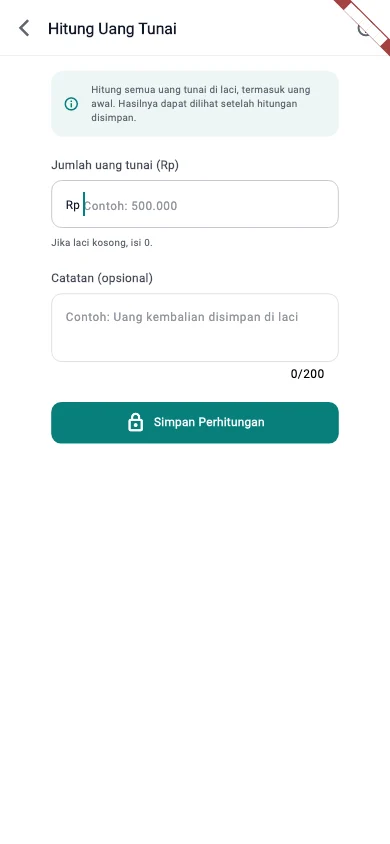 Hitung Uang Tunai
Hitung semua uang tunai di laci, termasuk uang
awal. Hasilnya dapat dilihat setelah hitungan
disimpan.
Jumlah uang tunai (Rp)
Rp Contoh: 500.000
Jika laci kosong, isi 0.
Catatan (opsional)
Contoh: Uang kembalian disimpan di laci
0/200
Simpan Perhitungan